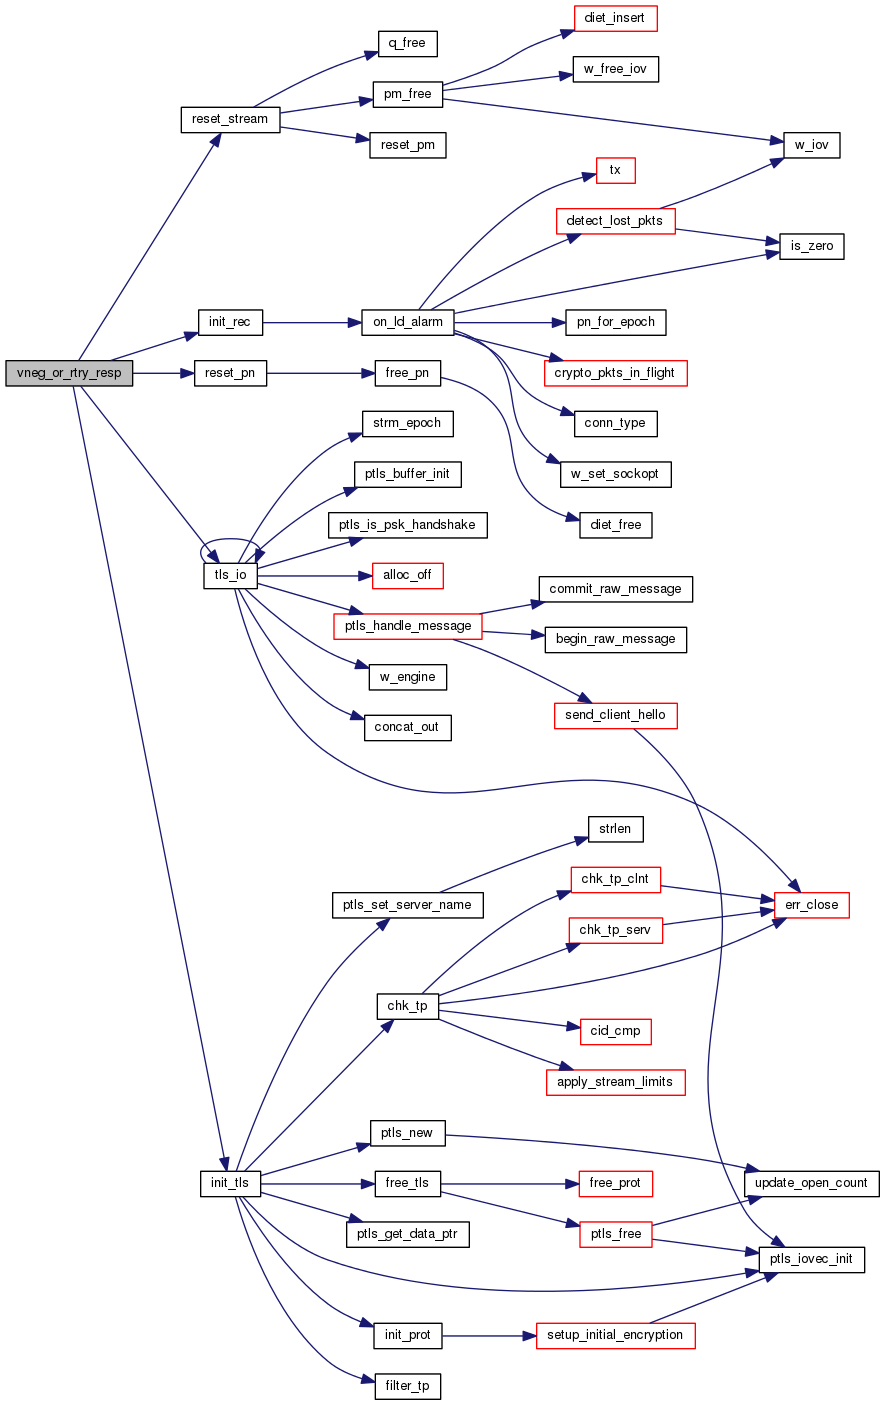 diet_insert
q_free
w_free_iov
pm_free
reset_stream
reset_pm
w_iov
tx
detect_lost_pkts
is_zero
init_rec
on_ld_alarm
pn_for_epoch
vneg_or_rtry_resp
reset_pn
free_pn
crypto_pkts_in_flight
strm_epoch
conn_type
ptls_buffer_init
w_set_sockopt
ptls_is_psk_handshake
diet_free
tls_io
alloc_off
commit_raw_message
ptls_handle_message
begin_raw_message
w_engine
send_client_hello
concat_out
strlen
chk_tp_clnt
ptls_set_server_name
err_close
chk_tp_serv
chk_tp
cid_cmp
apply_stream_limits
ptls_new
init_tls
free_tls
free_prot
update_open_count
ptls_get_data_ptr
ptls_free
ptls_iovec_init
init_prot
setup_initial_encryption
filter_tp